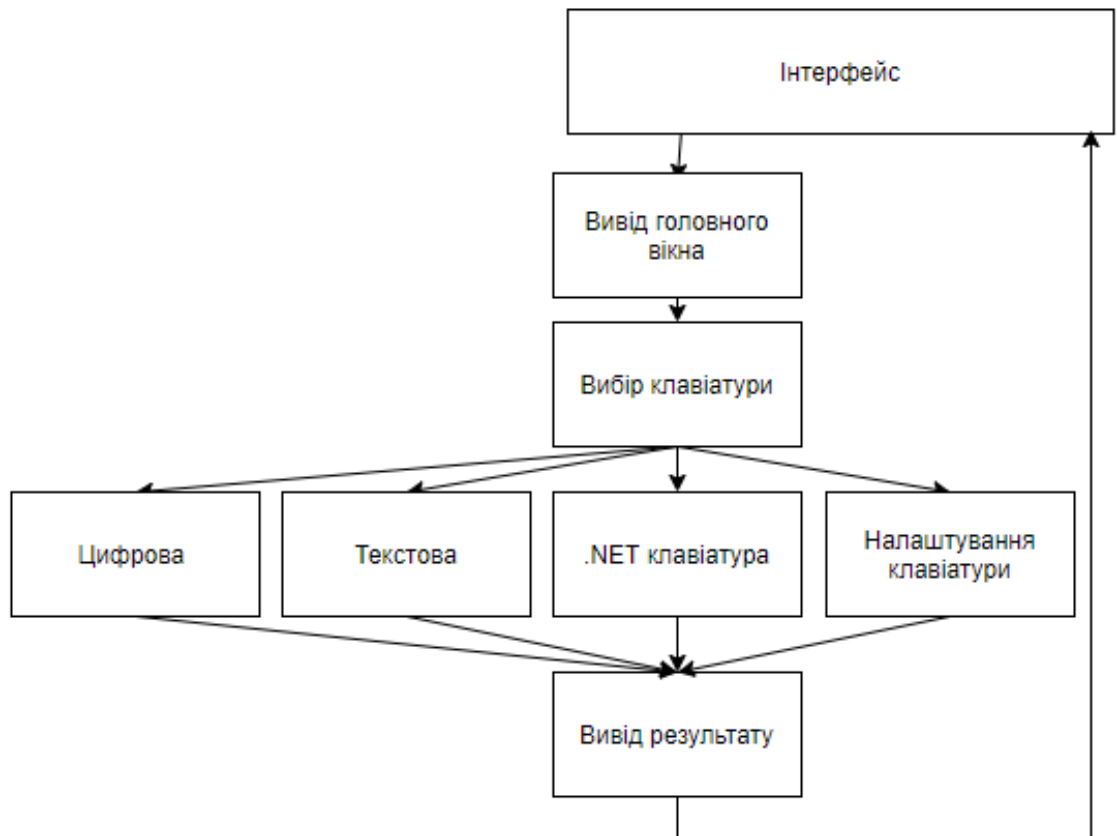 Інтерфейс
Вивід головного
вікна
Вибір клавіатури
Цифрова
Текстова
.NET клавіатура
Налаштування
клавіатури
Вивід результату